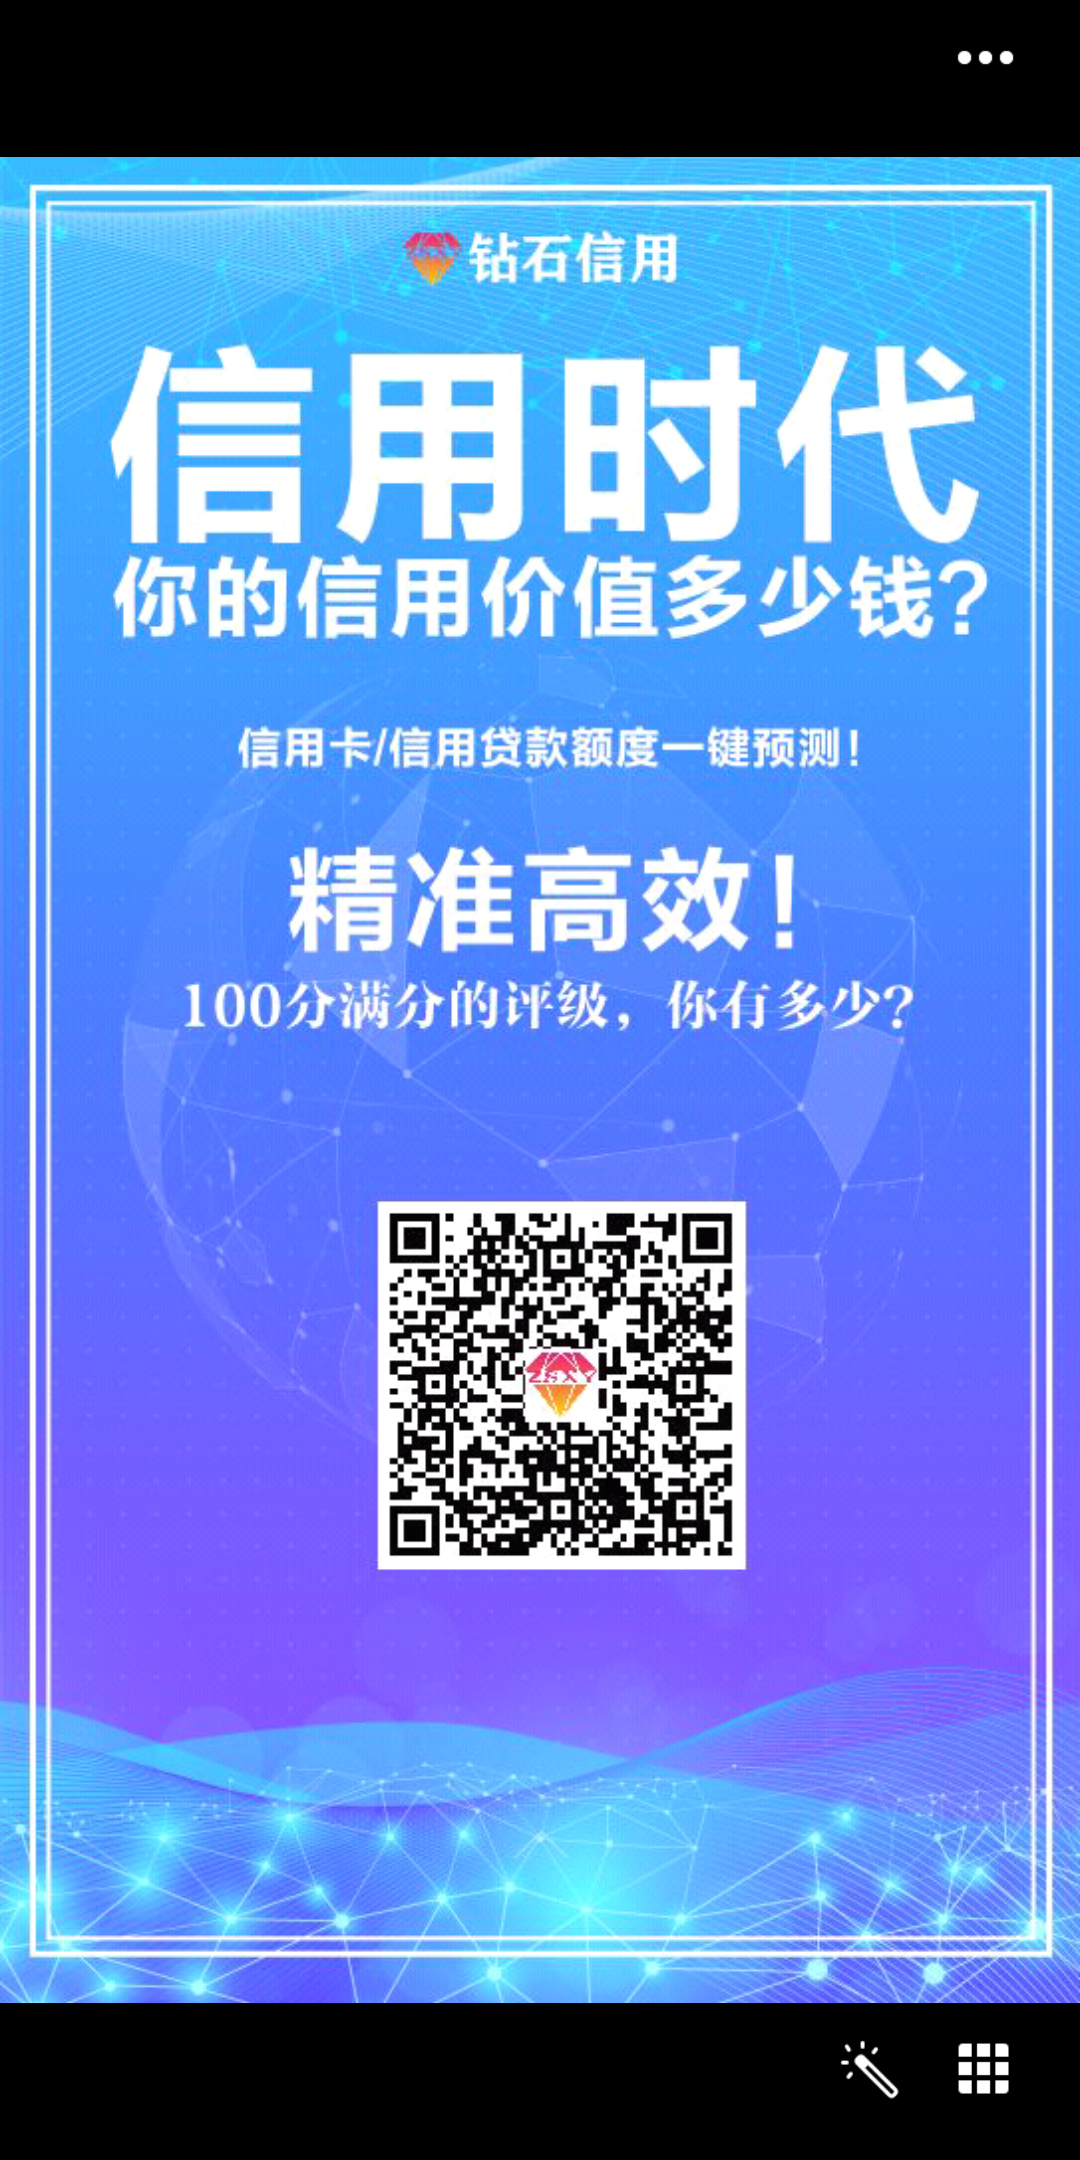 钻石信用
信用时代
你的信用价值多少钱?
信用卡/信用贷款额度一键预测!
精准高效!
100分满分的评级，你有多少?
ZSXY